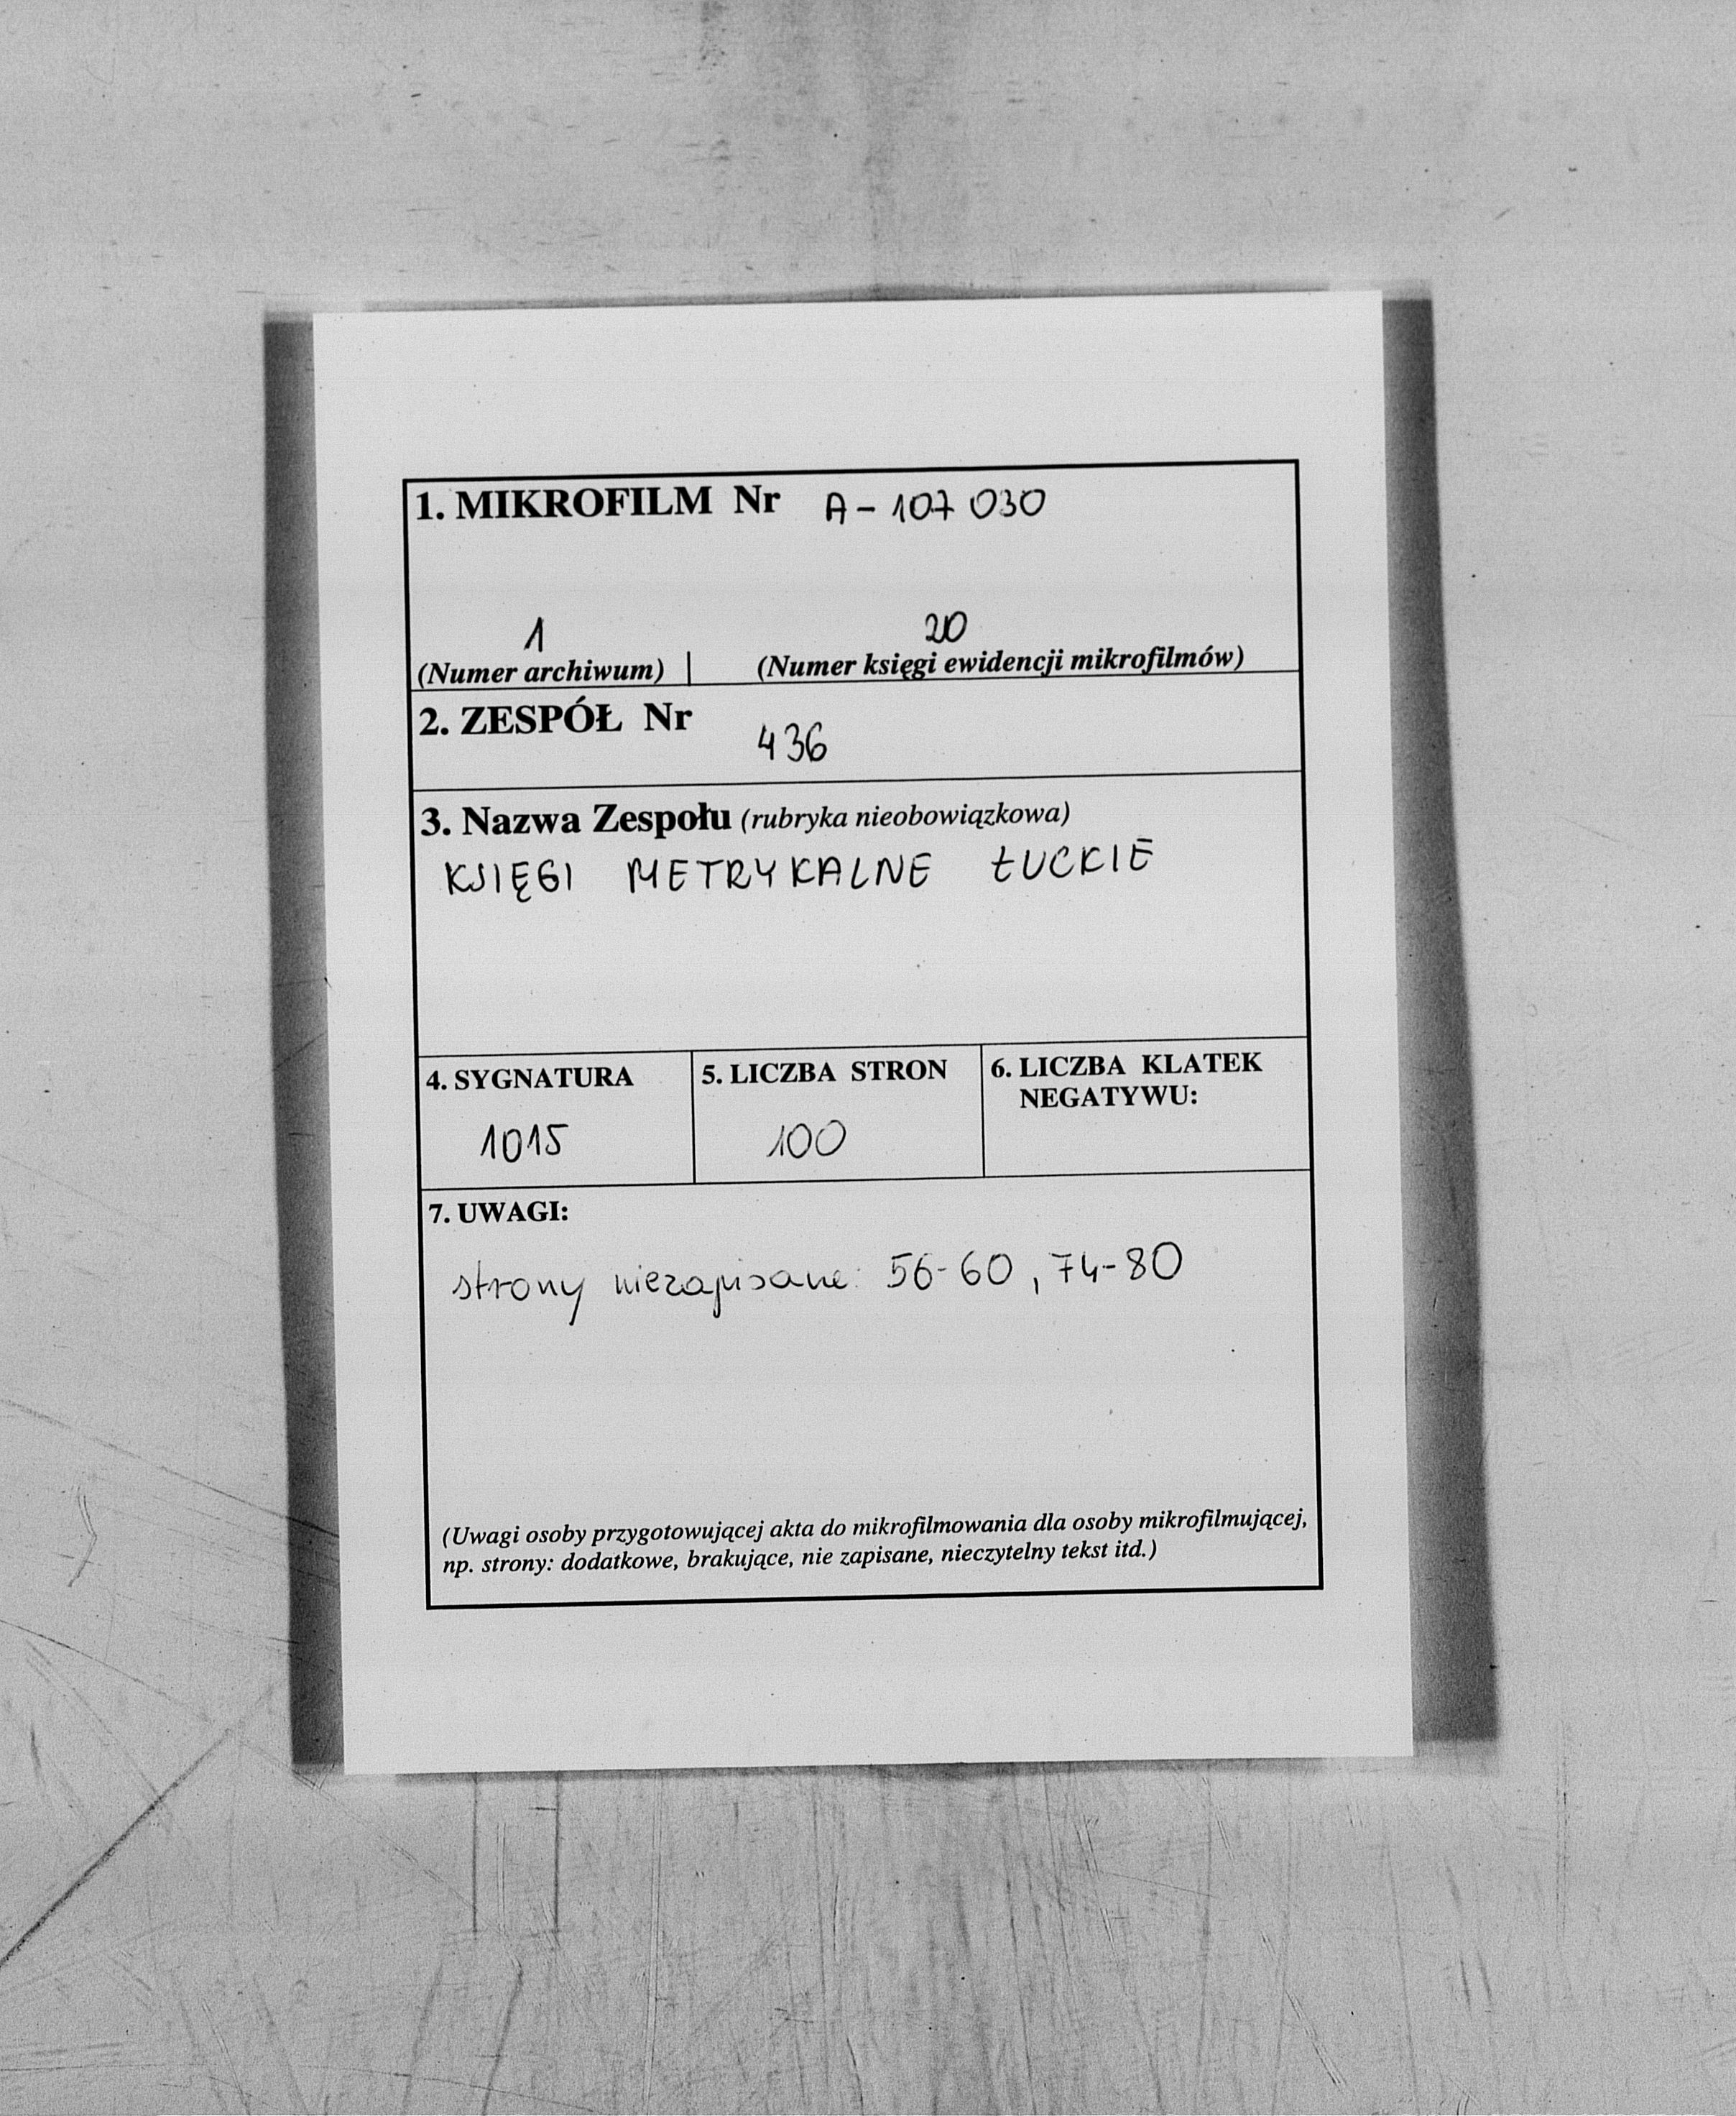 1. MIKROFILM Nr A-107 030
1 20
(Numer archiwum) | (Numer księgi ewidencji mikrofilmów)
2. ZESPÓŁ Nr
436
3. Nazwa Zespołu (rubryka nieobowiązkowa)
KSIĘGI METRYKALNE ŁUCKIE
4. SYGNATURA
1015
5. LICZBA STRON
100
6. LICZBA KLATEK
NEGATYWU:
7. UWAGI:
strony niezapisane: 56-60, 74-80
(Uwagi osoby przygotowującej akta do mikrofilmowania dla osoby mikrofilmującej,
np. strony: dodatkowe, brakujące, nie zapisane, nieczytelny tekst itd.)